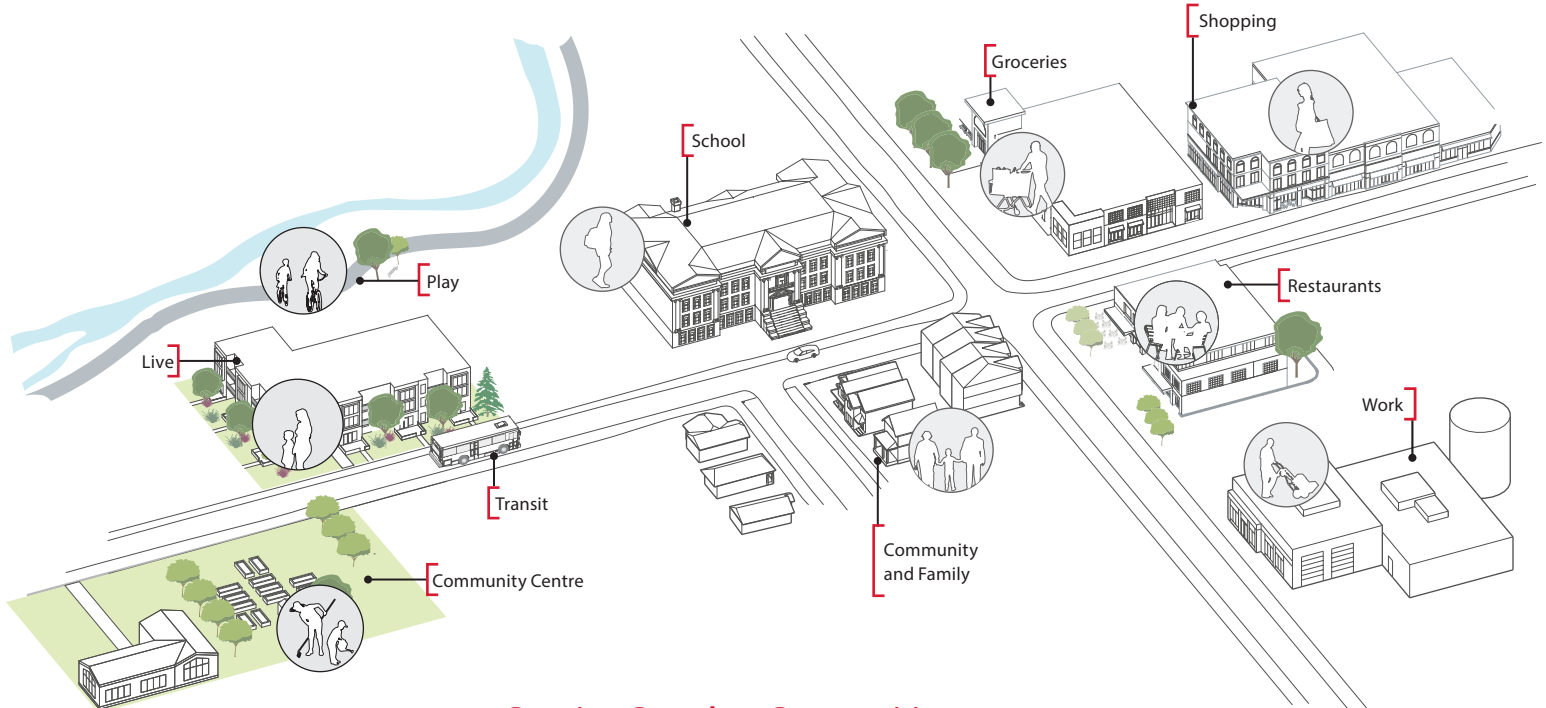 Shopping
Groceries
School
Play
Restaurants
Live
Work
Transit
Community
and Family
Community Centre